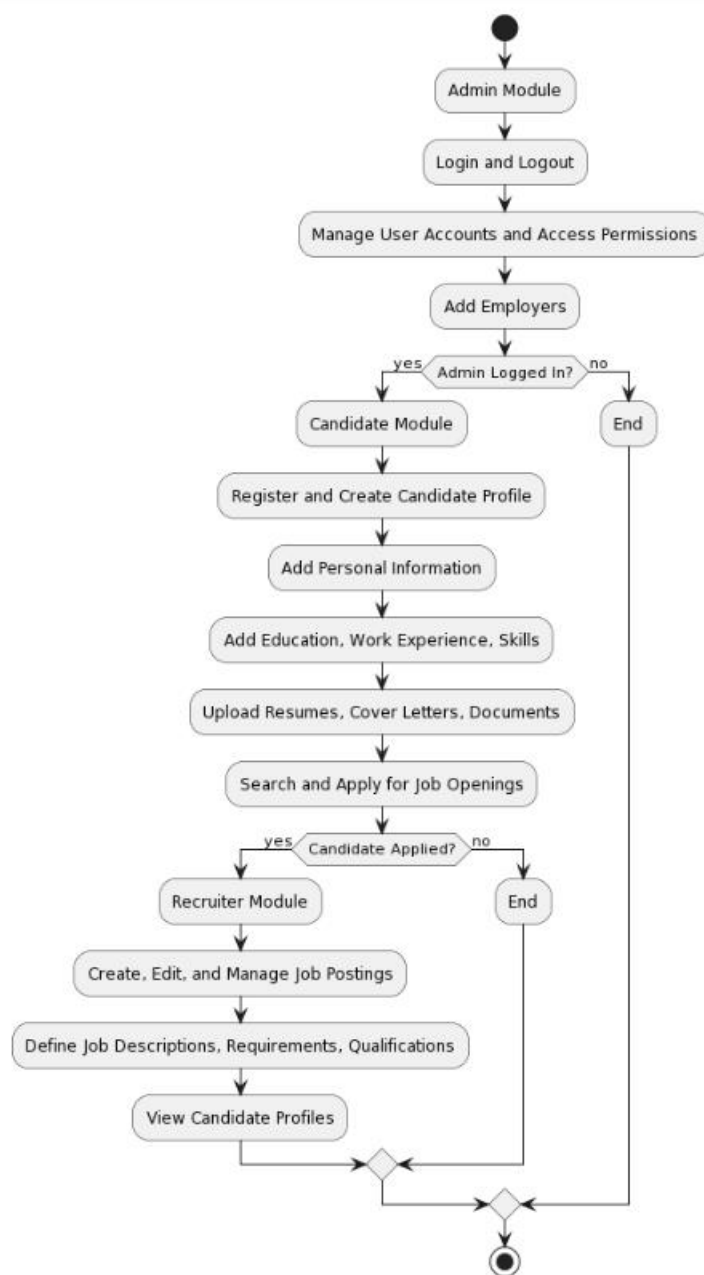 Admin Module
Login and Logout
Manage User Accounts and Access Permissions
Add Employers
yes
Admin Logged In?
no
Candidate Module
End
Register and Create Candidate Profile
Add Personal Information
Add Education, Work Experience, Skills
Upload Resumes, Cover Letters, Documents
Search and Apply for Job Openings
yes
Candidate Applied?
no
Recruiter Module
End
Create, Edit, and Manage Job Postings
Define Job Descriptions, Requirements, Qualifications
View Candidate Profiles